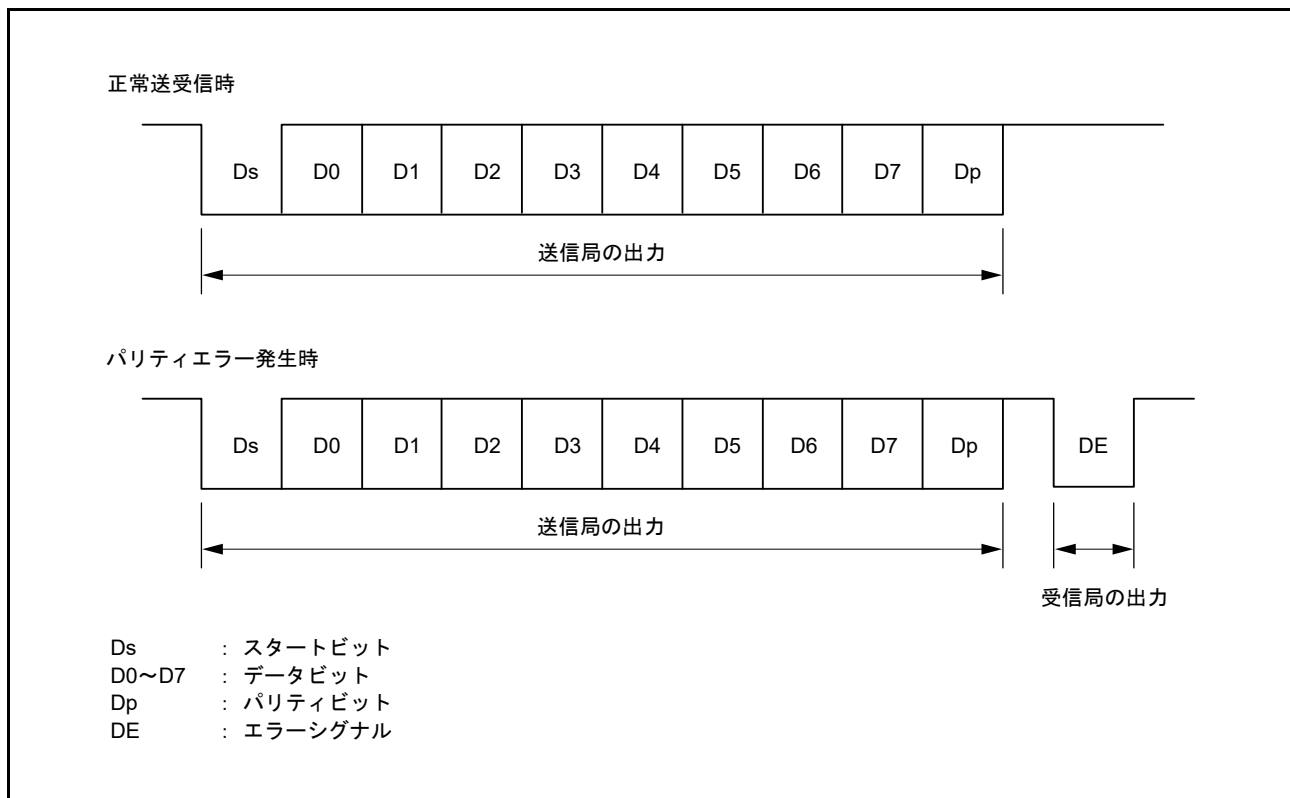 正常送受信時
Ds D0 D1 D2 D3 D4 D5 D6 D7 Dp
送信局の出力
パリティエラー発生時
Ds D0 D1 D2 D3 D4 D5 D6 D7 Dp DE
送信局の出力
受信局の出力
Ds : スタートビット
D0～D7 : データビット
Dp : パリティビット
DE : エラーシグナル